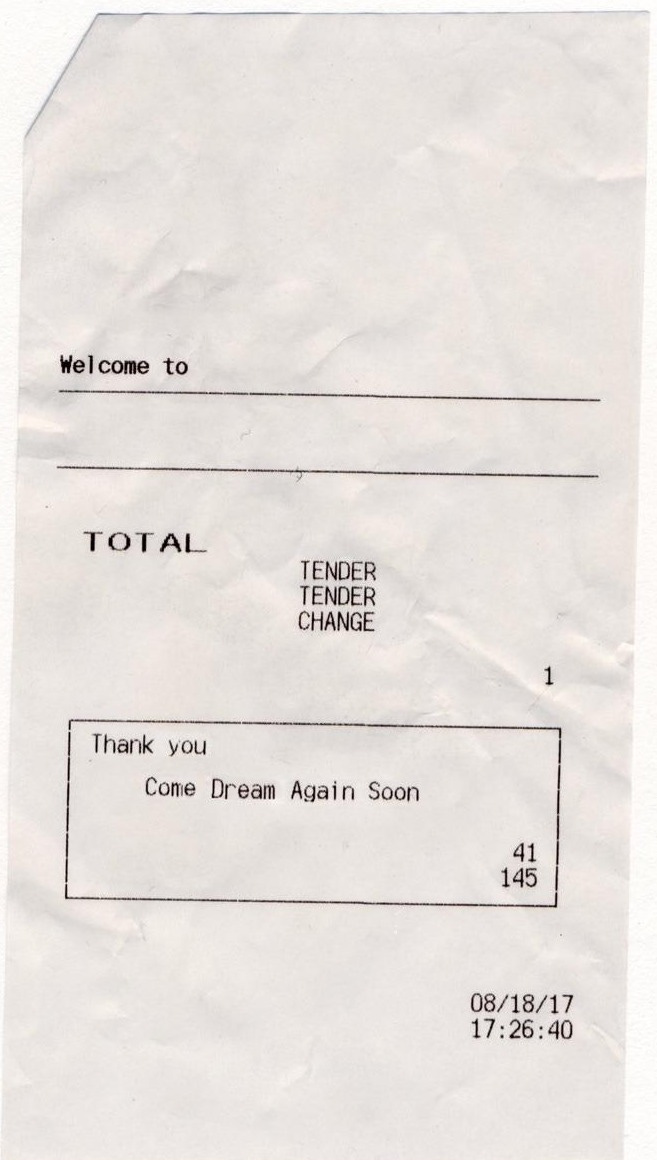 Welcome to
TOTAL
TENDER
TENDER
CHANGE
1
Thank you
Come Dream Again Soon
41
145
08/18/17
17:26:40